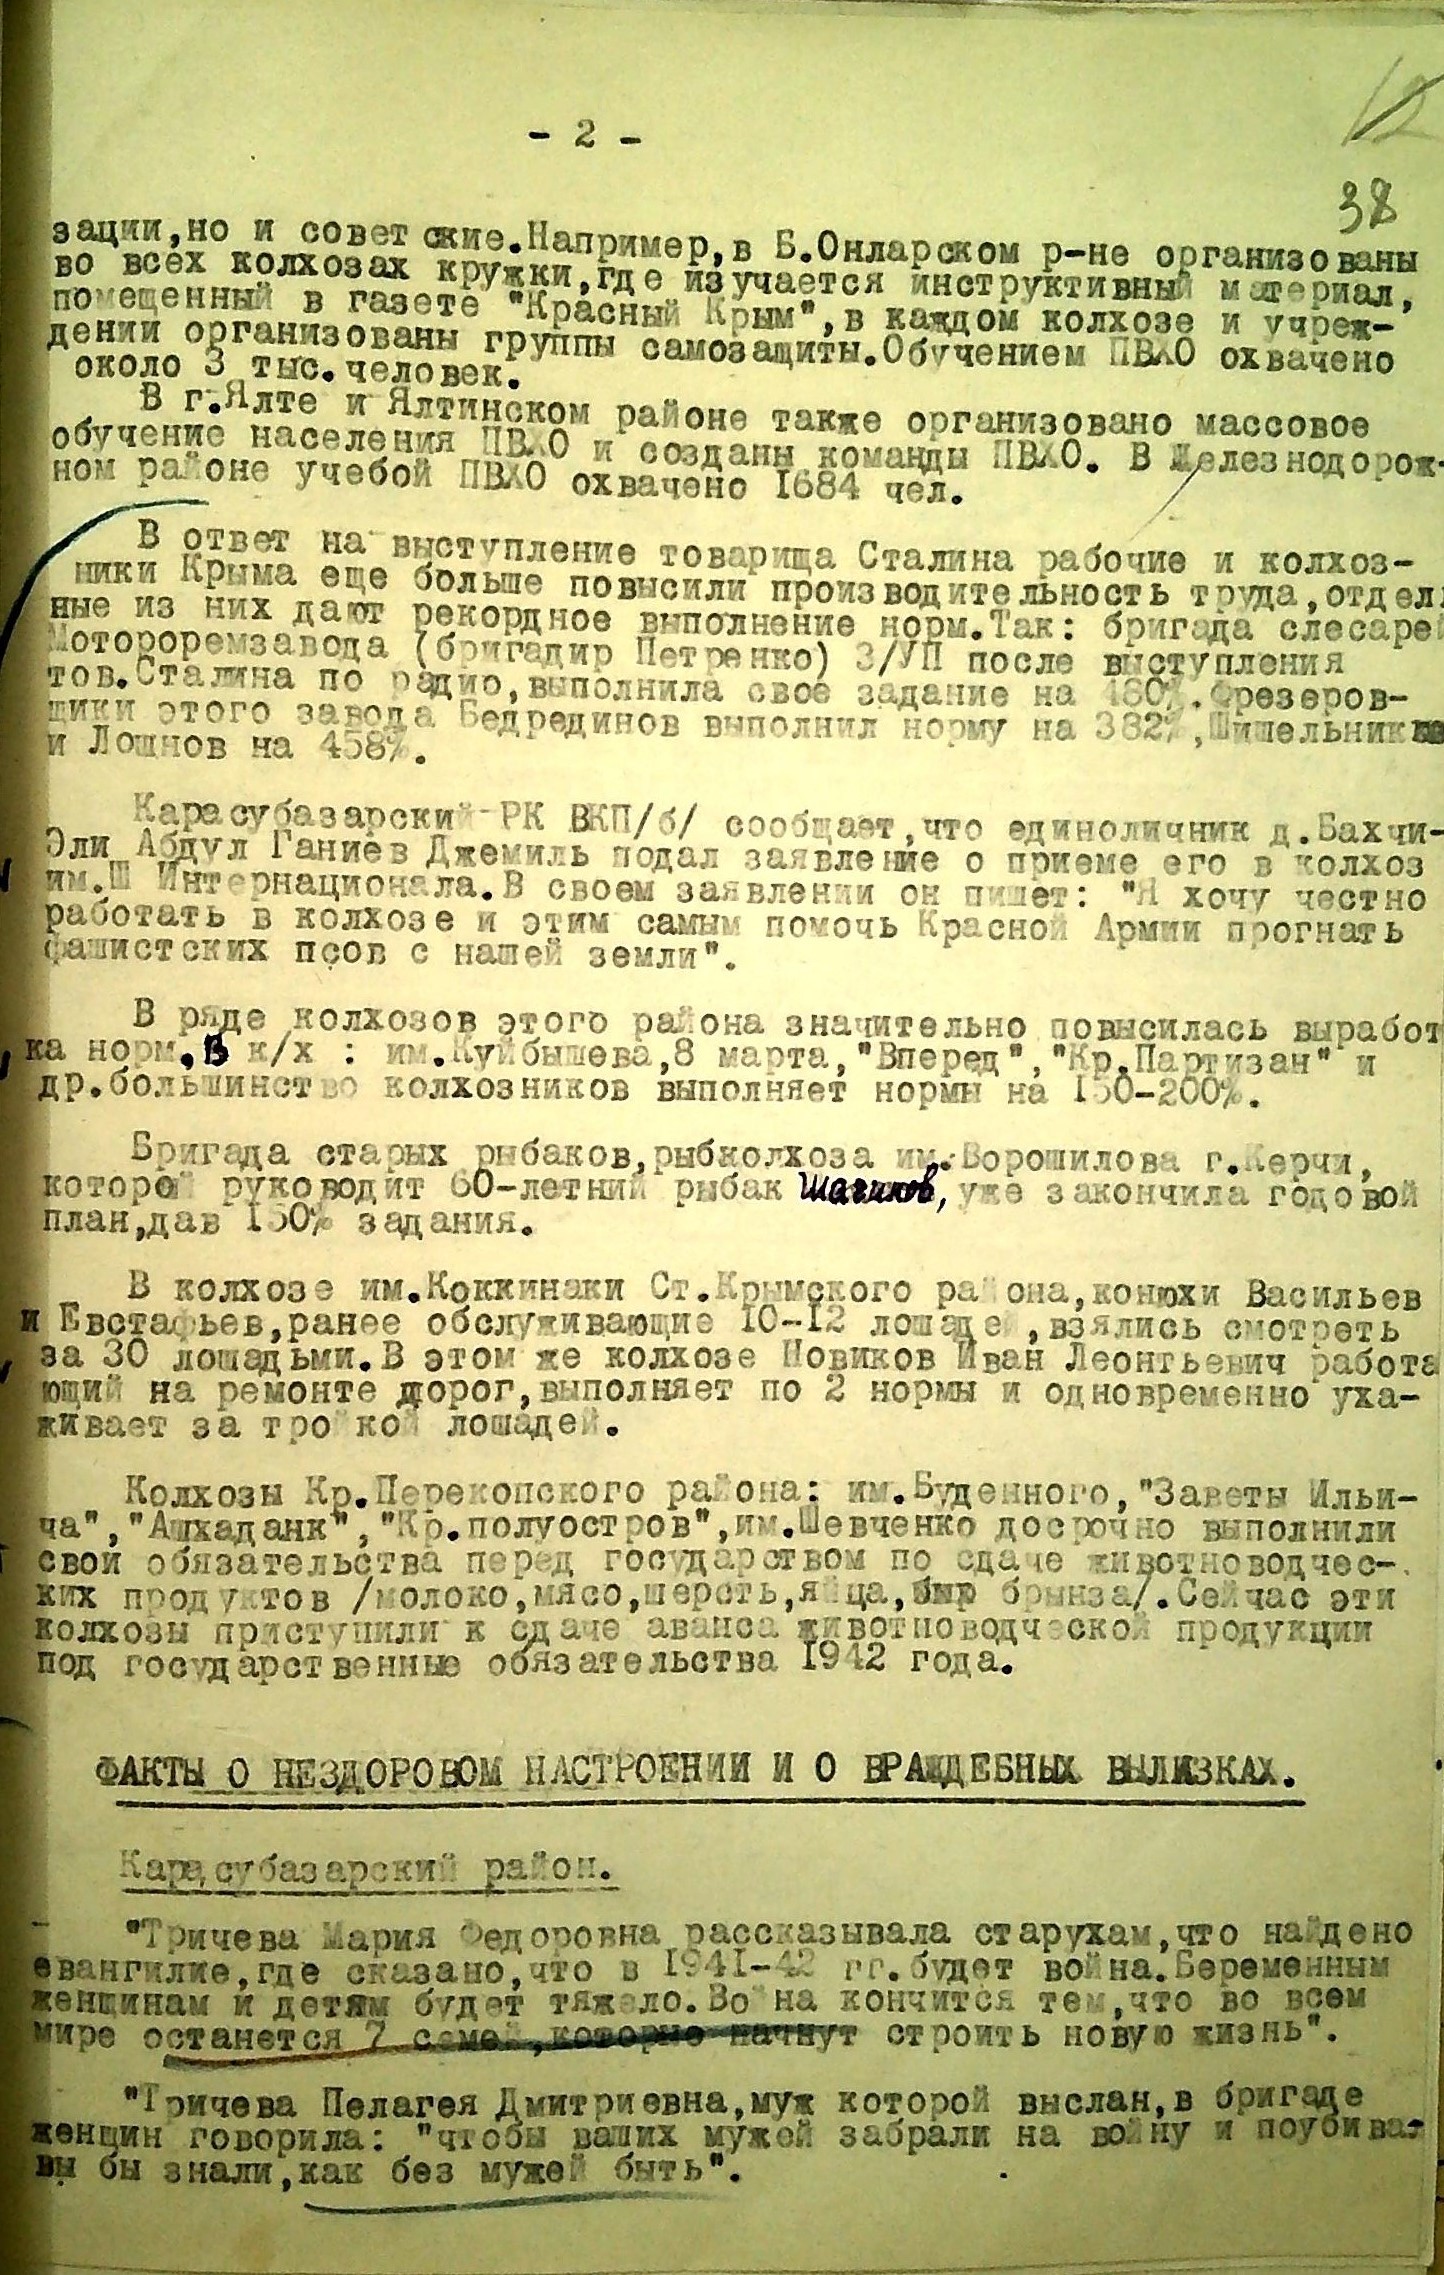 - 2 -
12
38
зации,но и советские.Например,в Б.Онларском р-не организованы
во всех колхозах кружки,где изучается инструктивный материал,
помещенный в газете "Красный Крым",в каждом колхозе и учреж-
дении организованы группы самозащиты.Обучением ПВХО охвачено
около 3 тыс.человек.
В г.Ялте и Ялтинском районе также организовано массовое
обучение населения ПВХО и созданы команды ПВХО. В Железнодорож-
ном районе учебой ПВХО охвачено 1684 чел.
В ответ на выступление товарища Сталина рабочие и колхоз-
ники Крыма еще больше повысили производительность труда,отдель
ные из них дают рекордное выполнение норм.Так: бригада слесарей
Мотороремзавода (бригадир Петренко) 3/УП после выступления
тов.Сталина по радио,выполнила свое задание на 480%.Фрезеров-
щики этого завода Бедрединов выполнил норму на 382%,Шишельник
и Лошнов на 458%.
Карасубазарский РК ВКП/б/ сообщает,что единоличник д.Бахчи-
Эли Абдул Ганиев Джемиль подал заявление о приеме его в колхоз
им.Ш Интернационала.В своем заявлении он пишет: "Я хочу честно
работать в колхозе и этим самым помочь Красной Армии прогнать
фашистских псов с нашей земли".
В ряде колхозов этого района значительно повысилась выработ
ка норм,В к/х : им.Куйбышева,8 марта,"Вперед","Кр.Партизан" и
др.большинство колхозников выполняет нормы на 150-200%.
Бригада старых рыбаков,рыбколхоза им.Ворошилова г.Керчи,
которой руководит 60-летний рыбак Шагинов, уже закончила годовой
план,дав 150% задания.
В колхозе им.Коккинаки Ст.Крымского района,конюхи Васильев
и Евстафьев,ранее обслуживающие 10-12 лошадей,взялись смотреть
за 30 лошадьми.В этом же колхозе Новиков Иван Леонтьевич работа
ющий на ремонте дорог,выполняет по 2 нормы и одновременно уха-
живает за тройкой лошадей.
Колхозы Кр.Перекопского района: им.Буденного,"Заветы Ильи-
ча","Ашхаданк","Кр.полуостров",им.Шевченко досрочно выполнили
свои обязательства перед государством по сдаче животноводчес-
ких продуктов /молоко,мясо,шерсть,яйца, брынза/.Сейчас эти
колхозы приступили к сдаче аванса животноводческой продукции
под государственные обязательства 1942 года.
ФАКТЫ О НЕЗДОРОВОМ НАСТРОЕНИИ И О ВРАЖДЕБНЫХ ВЫЛАЗКАХ.
Карасубазарский район.
"Тричева Мария Федоровна рассказывала старухам,что найдено
евангилие,где сказано,что в 1941-42 гг.будет война.Беременным
женщинам и детям будет тяжело.Война кончится тем,что во всем
мире останется 7 семей,которые начнут строить новую жизнь".
"Тричева Пелагея Дмитриевна,муж которой выслан,в бригаде
женщин говорила: "чтобы ваших мужей забрали на войну и поубивал
вы бы знали,как без мужей быть".